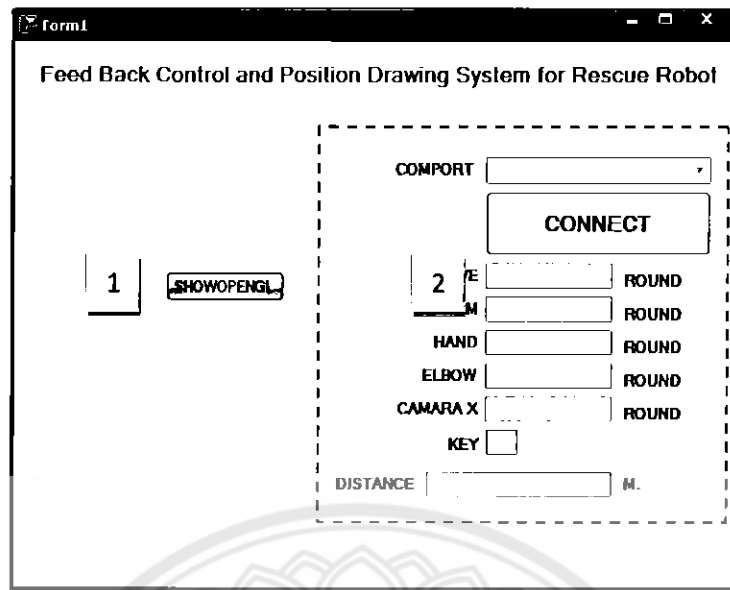 form1
Feed Back Control and Position Drawing System for Rescue Robot
COMPORT
CONNECT
1 SHOWOPENGL
2
ROUND
ROUND
HAND ROUND
ELBOW ROUND
CAMARA X ROUND
KEY
DISTANCE M.